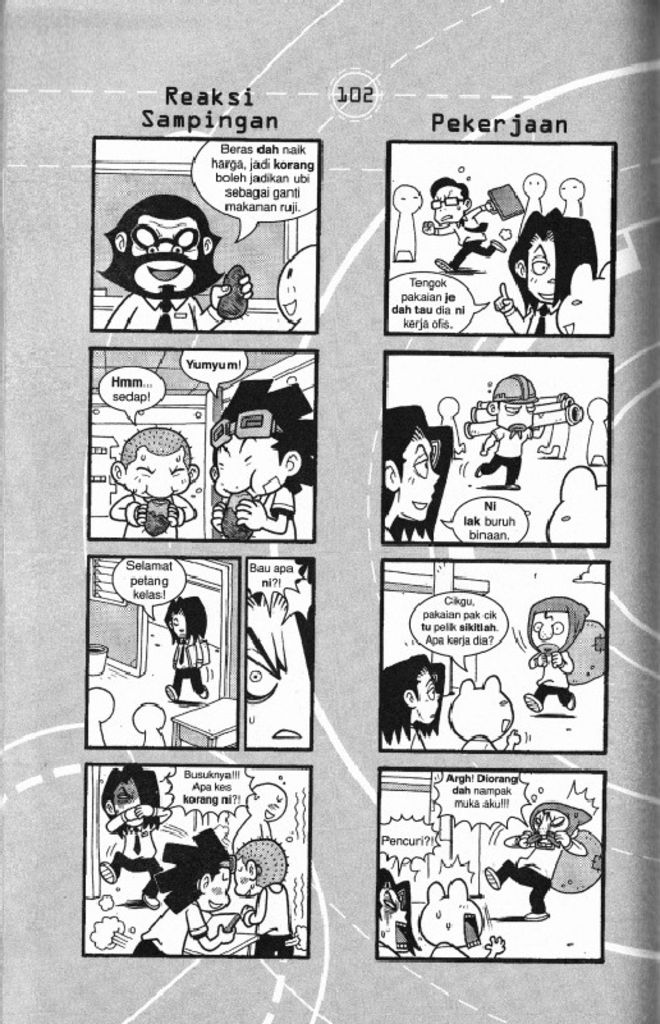 102
Reaksi
Sampingan
Beras dah naik
harga, jadi korang
boleh jadikan ubi
sebagai ganti
makanan ruji.
Hmm...
sedap!
Yumyum!
Selamat
petang
kelas!
Bau apa
ni?!
Busuknya!!!
Apa kes
korang ni?!
Pekerjaan
Tengok
pakaian je
dah tau dia ni
kerja ofis.
Ni
lak buruh
binaan.
Cikgu,
pakaian pak cik
tu pelik sikitlah.
Apa kerja dia?
Argh! Diorang
dah nampak
muka aku!!!
Pencuri?!